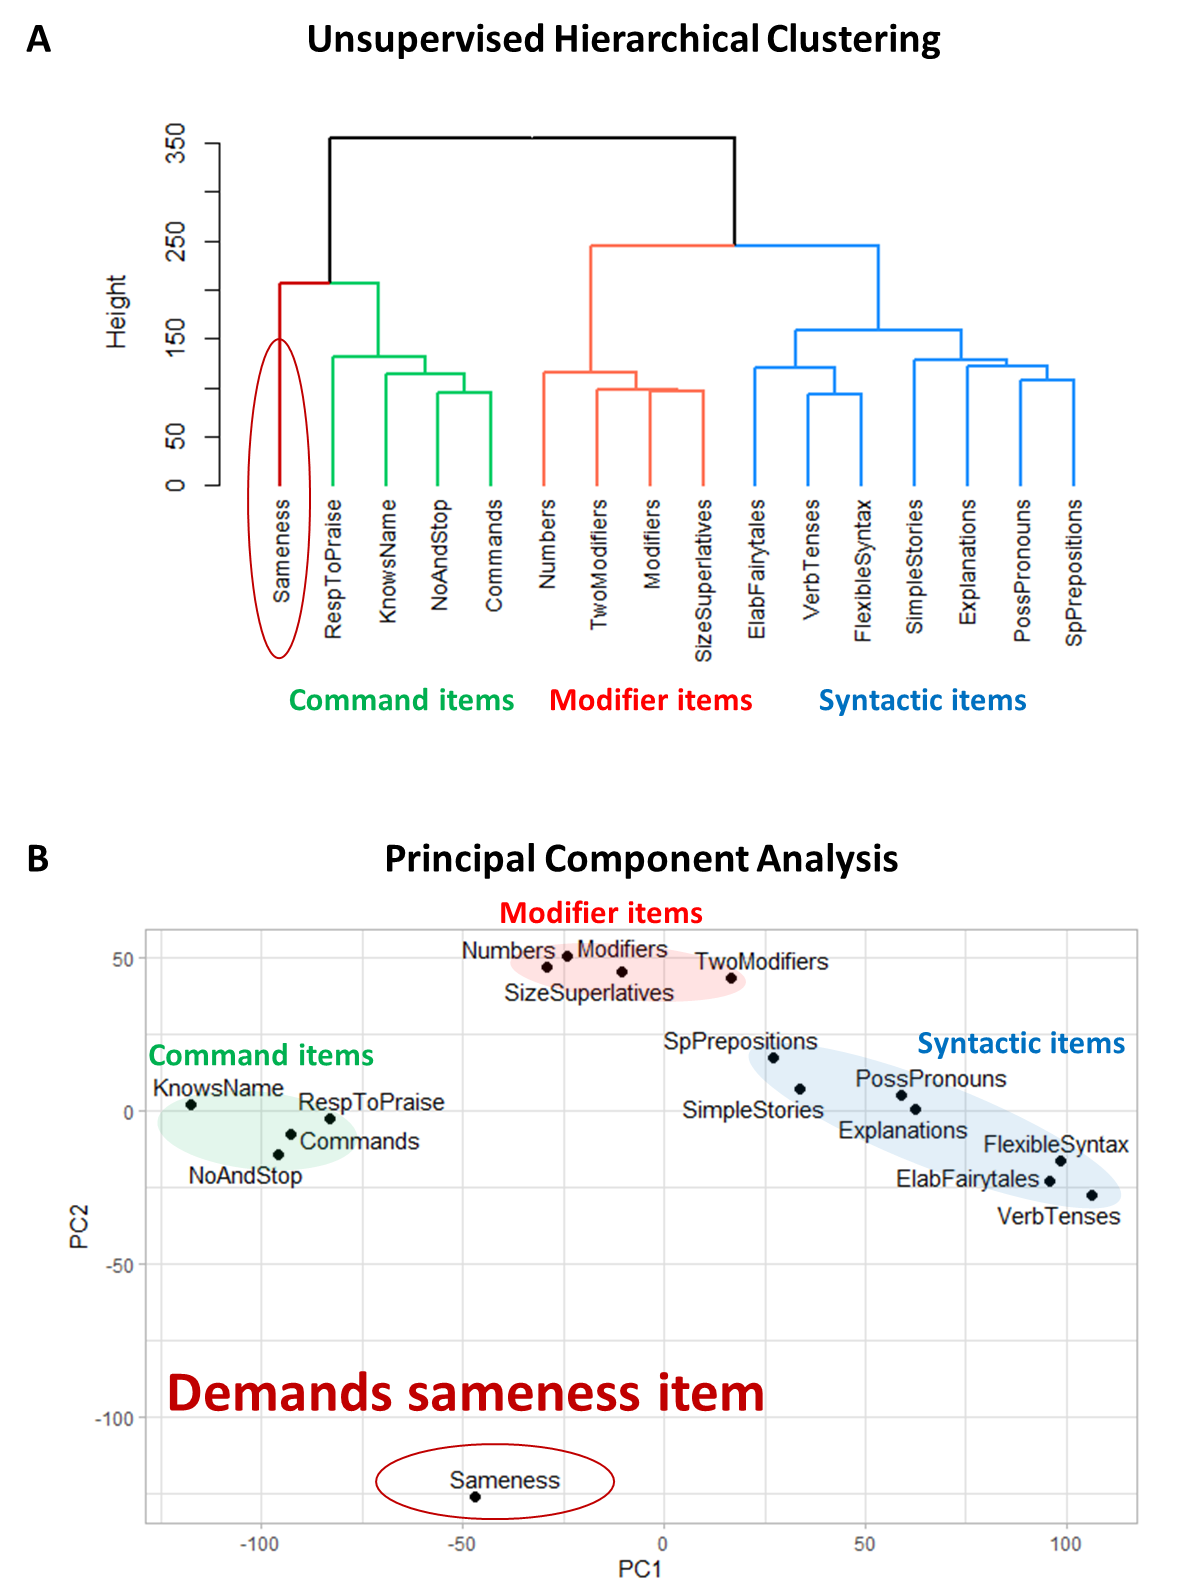 A
Unsupervised Hierarchical Clustering
Height
350
250
150
50
0
Sameness
RespToPraise
KnowsName
NoAndStop
Commands
Numbers
TwoModifiers
Modifiers
SizeSuperlatives
ElabFairytales
VerbTenses
FlexibleSyntax
SimpleStories
Explanations
PossPronouns
SpPrepositions
Command items
Modifier items
Syntactic items
B
Principal Component Analysis
Modifier items
Numbers
Modifiers
50
TwoModifiers
SizeSuperlatives
SpPrepositions
Syntactic items
Command items
PossPronouns
KnowsName
RespToPraise
0
SimpleStories
Explanations
Commands
FlexibleSyntax
NoAndStop
ElabFairytales
VerbTenses
PC2
-50
Demands sameness item
-100
Sameness
-100
-50
0
50
100
PC1